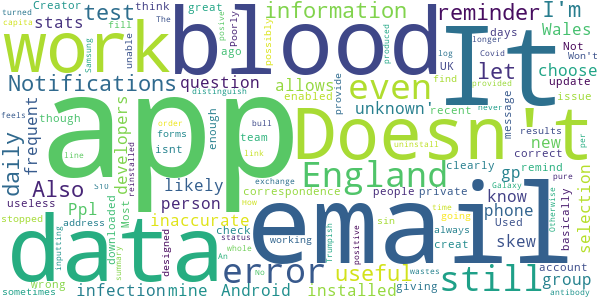 work
blood
It
Notifications
test
stats
Creator
fill
turned
capita
Samsung
unable
The
Poorly
ago
think
great
positive
possibly
information
reminder
I'm
Wales
Not
Won't
log
Covid
no longer
days
UK
find
choose
update
app
email
data
error
Doesn't
England
still
even
useful
question
allows
let
unknown'
enabled
distinguish
provide
recent
produced
provided
never
message
issue
new
results
correct
per
feels
daily
frequent
though
forms
isnt
enough
order
bull
team
line
link
developers
Also
Ppl
likely
gp
know
phone
clearly
remind
selection
useless
downloaded
person
correspondence
people
private
Used
skew
basically
stopped
S10
address
Most
reinstalled
inaccurate
exchange
check
status
always
sin
creat
account
group
working
whole
positive
Trumpish
time
going
uninstall
Galaxy
pure
Otherwise
inputting
summary
wrong
sometimes
infection
mine
An
Android
designed
How
No
installed
giving
wastes
antibody